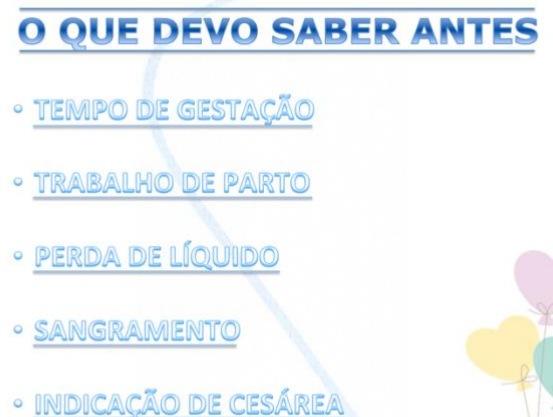 O QUE DEVO SABER ANTES
• TEMPO DE GESTAÇÃO
• TRABALHO DE PARTO
• PERDA DE LÍQUIDO
• SANGRAMENTO
• INDICAÇÃO DE CESÁREA